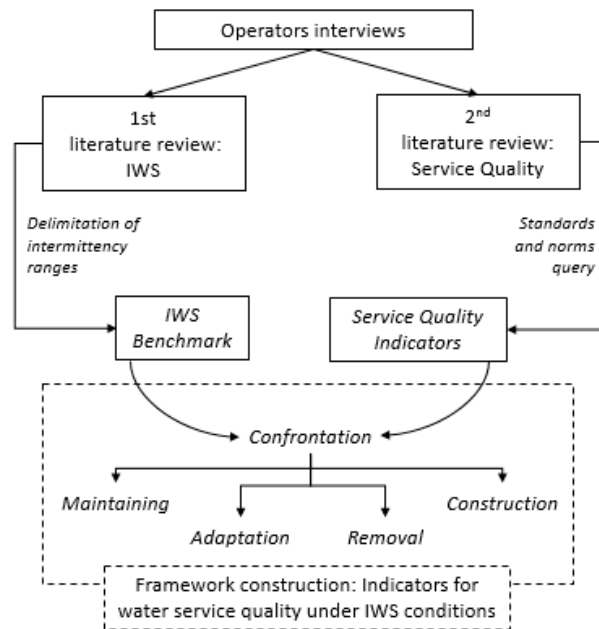 Operators interviews
1st
literature review:
IWS
2nd
literature review:
Service Quality
Delimitation of
intermittency
ranges
Standards
and norms
query
IWS
Benchmark
Service Quality
Indicators
Confrontation
Maintaining
Construction
Adaptation
Removal
Framework construction: Indicators for
water service quality under IWS conditions